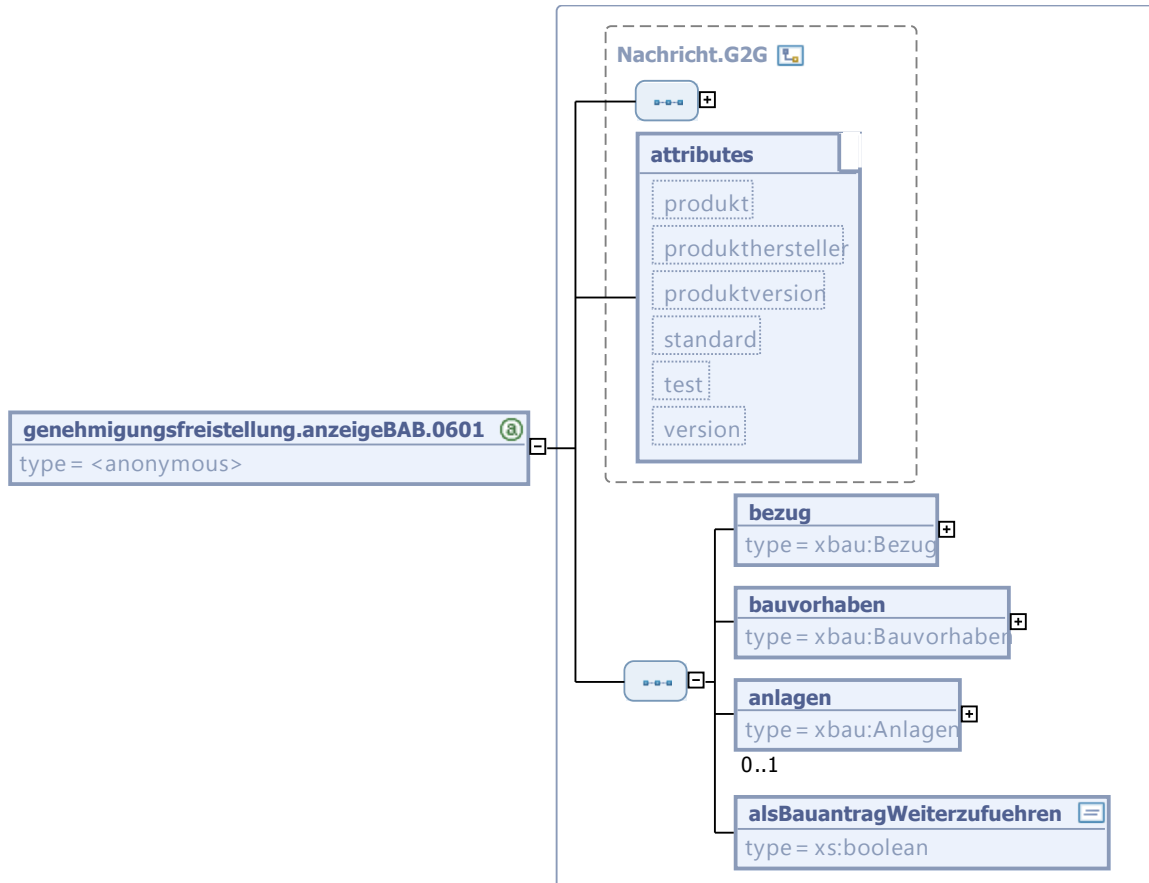 Nachricht.G2G
attributes
produkt
produkthersteller
produktversion
standard
test
version
genehmigungsfreistellung.anzeigeBAB.0601 a
type = <anonymous>
bezug
type = xbau:Bezug
bauvorhaben
type = xbau:Bauvorhaben
anlagen
type = xbau:Anlagen
0..1
alsBauantragWeiterzufuehren
type = xs:boolean